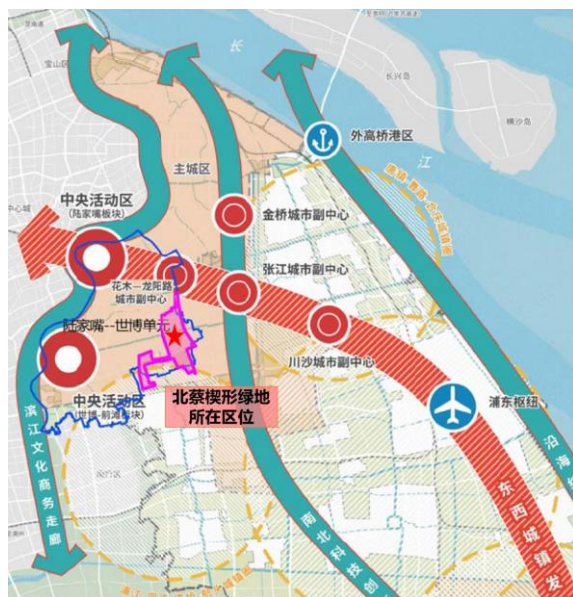 长
江
宝山区
长兴岛
横沙岛
外高桥港区
主城区
中央活动区
(陆家嘴板块)
金桥城市副中心
张江城市副中心
花木—龙阳路
城市副中心
陆家嘴--世博单元
川沙城市副中心
北蔡楔形绿地
所在区位
中央活动区
(世博-前滩板块)
浦东枢纽
滨江文化商务走廊
南北科技创
东西城镇发
沿海